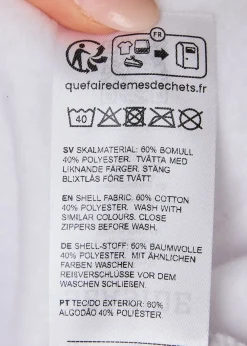 FR
quefairedemesdechets.fr
40
SV SKALMATERIAL: 60% BOMULL
40% POLYESTER. TVÄTTA MED
LIKNANDE FÄRGER. STÄNG
BLIXTLÅS FÖRE TVÄTT
EN SHELL FABRIC: 60% COTTON
40% POLYESTER. WASH WITH
SIMILAR COLOURS. CLOSE
ZIPPERS BEFORE WASH.
DE SHELL-STOFF: 60% BAUMWOLLE
40% POLYESTER. MIT ÄHNLICHEN
FARBEN WASCHEN
REIßVERSCHLÜSSE VOR DEM
WASCHEN SCHLIEßEN.
PT TECIDO EXTERIOR: 60%
ALGODÃO 40% POLIÉSTER.